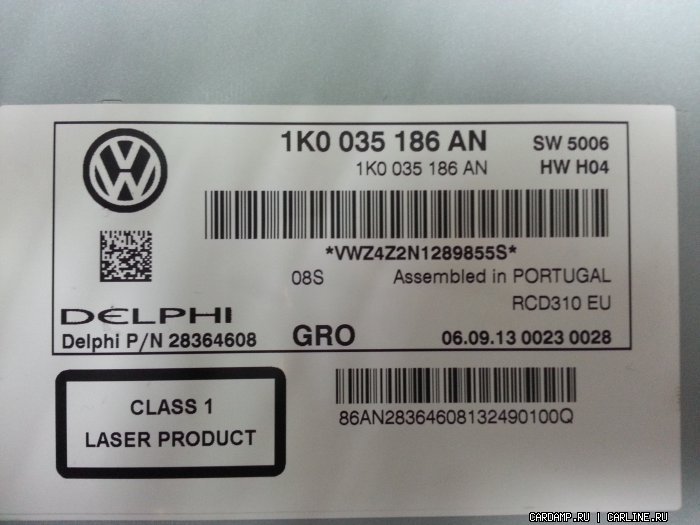 1K0 035 186 AN SW 5006
1K0 035 186 AN HW H04
*VWZ4Z2N1289855S*
08S Assembled in PORTUGAL
RCD310 EU
DELPHI
Delphi P/N 28364608 GRO 06.09.13 0023 0028
CLASS 1
LASER PRODUCT
86AN28364608132490100Q
CARDAMP.RU | CARLINE.RU